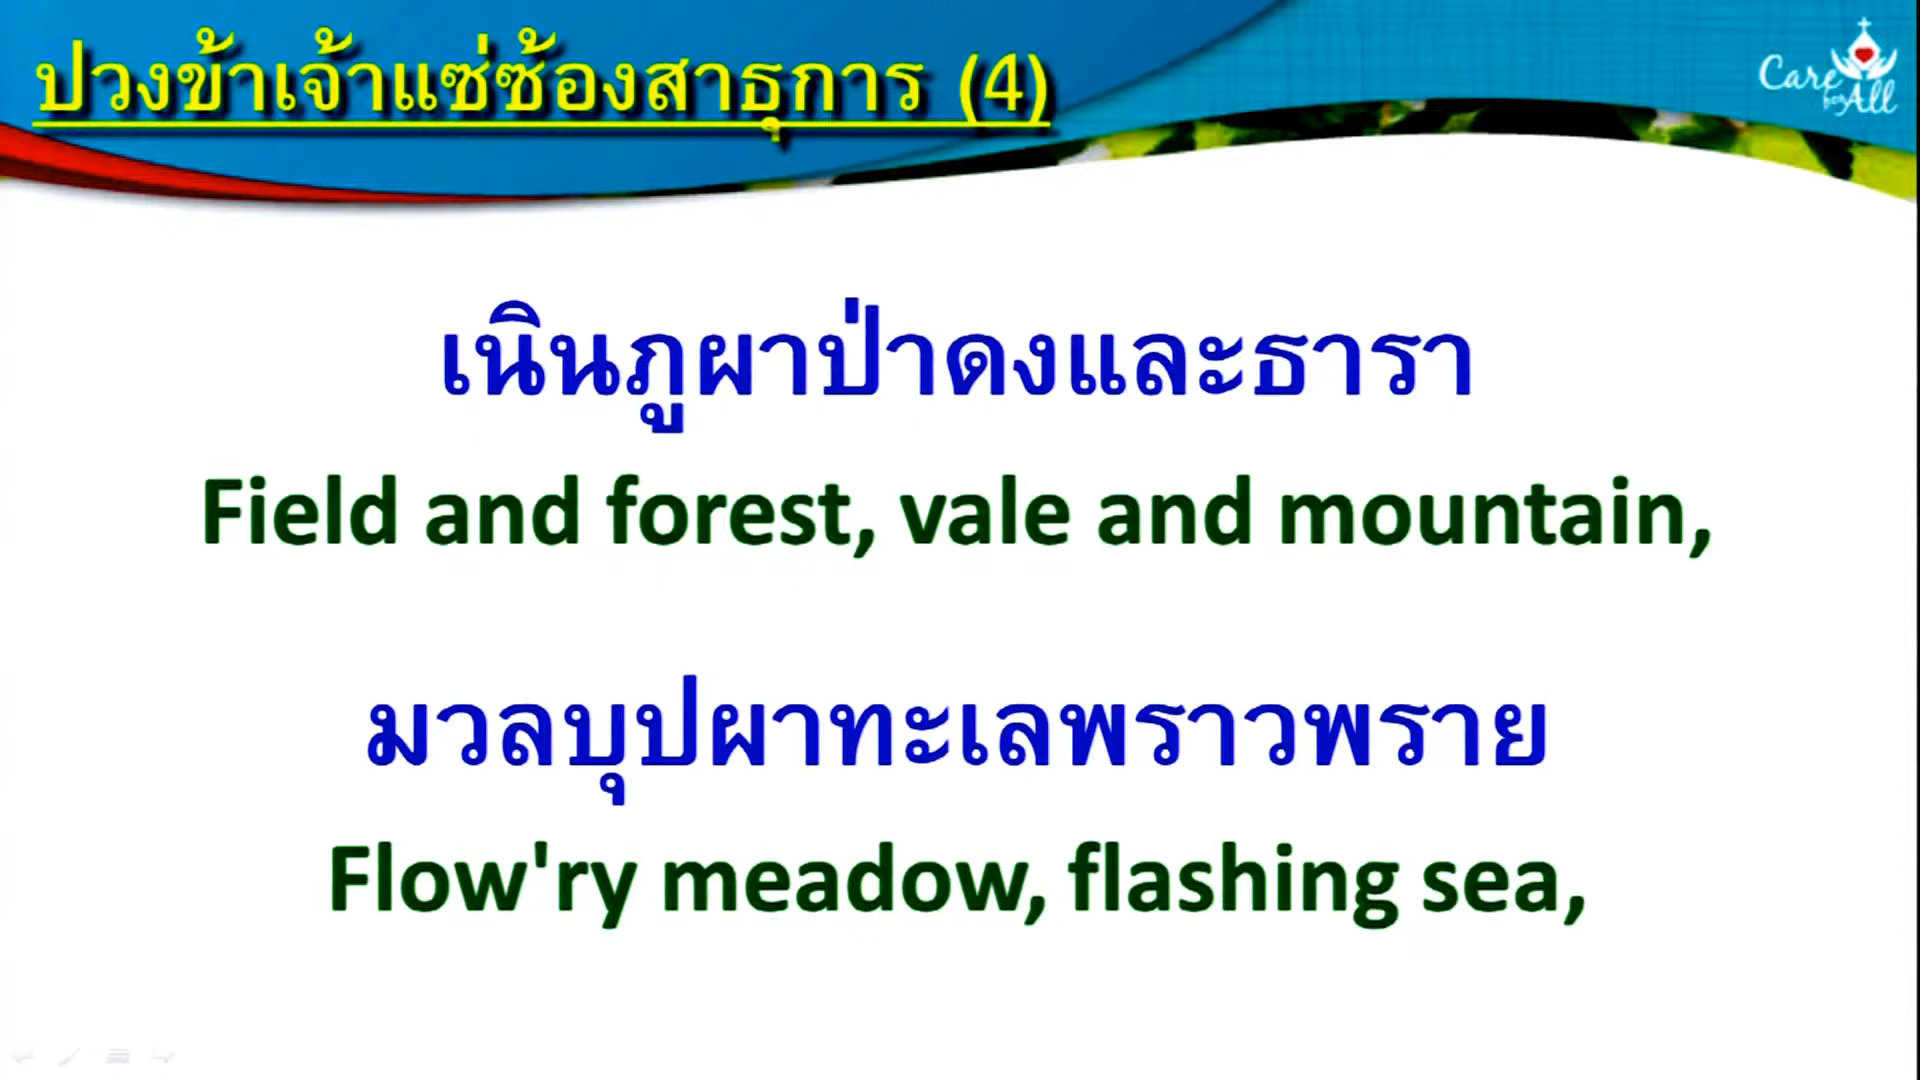 ปวงข้าเจ้าแซ่ซ้องสาธุการ (4)
Care
for All
เนินภูผาป่าดงและธารา
Field and forest, vale and mountain,
มวลบุปผาทะเลพราวพราย
Flow'ry meadow, flashing sea,